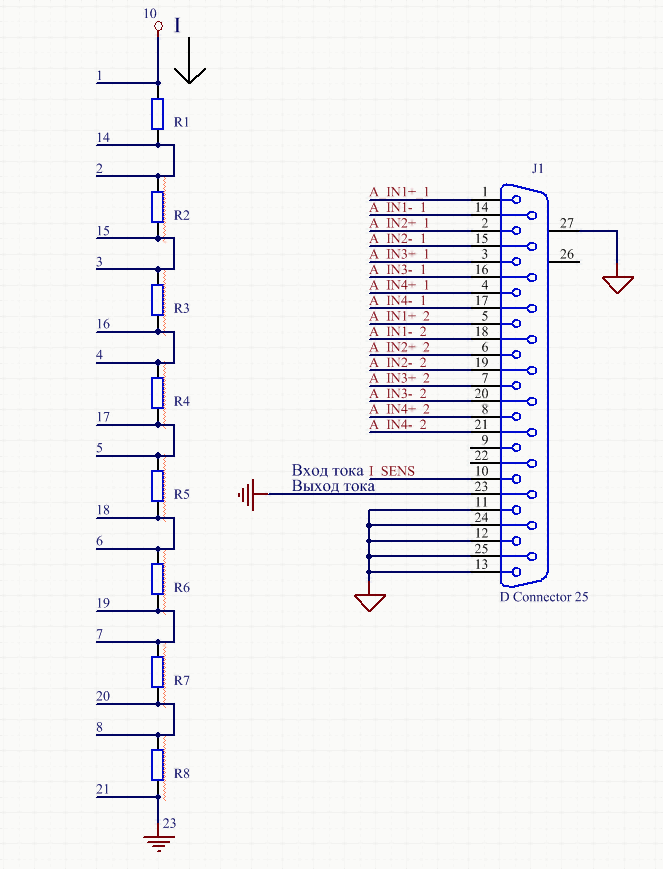 10
I
1
R1
14
2
R2
15
3
R3
16
4
R4
17
5
R5
18
6
R6
19
7
R7
20
8
R8
21
23
J1
A_IN1+_1 1
A_IN1-_1 14
A_IN2+_1 2
A_IN2-_1 15
A_IN3+_1 3
A_IN3-_1 16
A_IN4+_1 4
A_IN4-_1 17
A_IN1+_2 5
A_IN1-_2 18
A_IN2+_2 6
A_IN2-_2 19
A_IN3+_2 7
A_IN3-_2 20
A_IN4+_2 8
A_IN4-_2 21
9
22
Вход тока I_SENS 10
Выход тока 23
11
24
12
25
13
27
26
D Connector 25